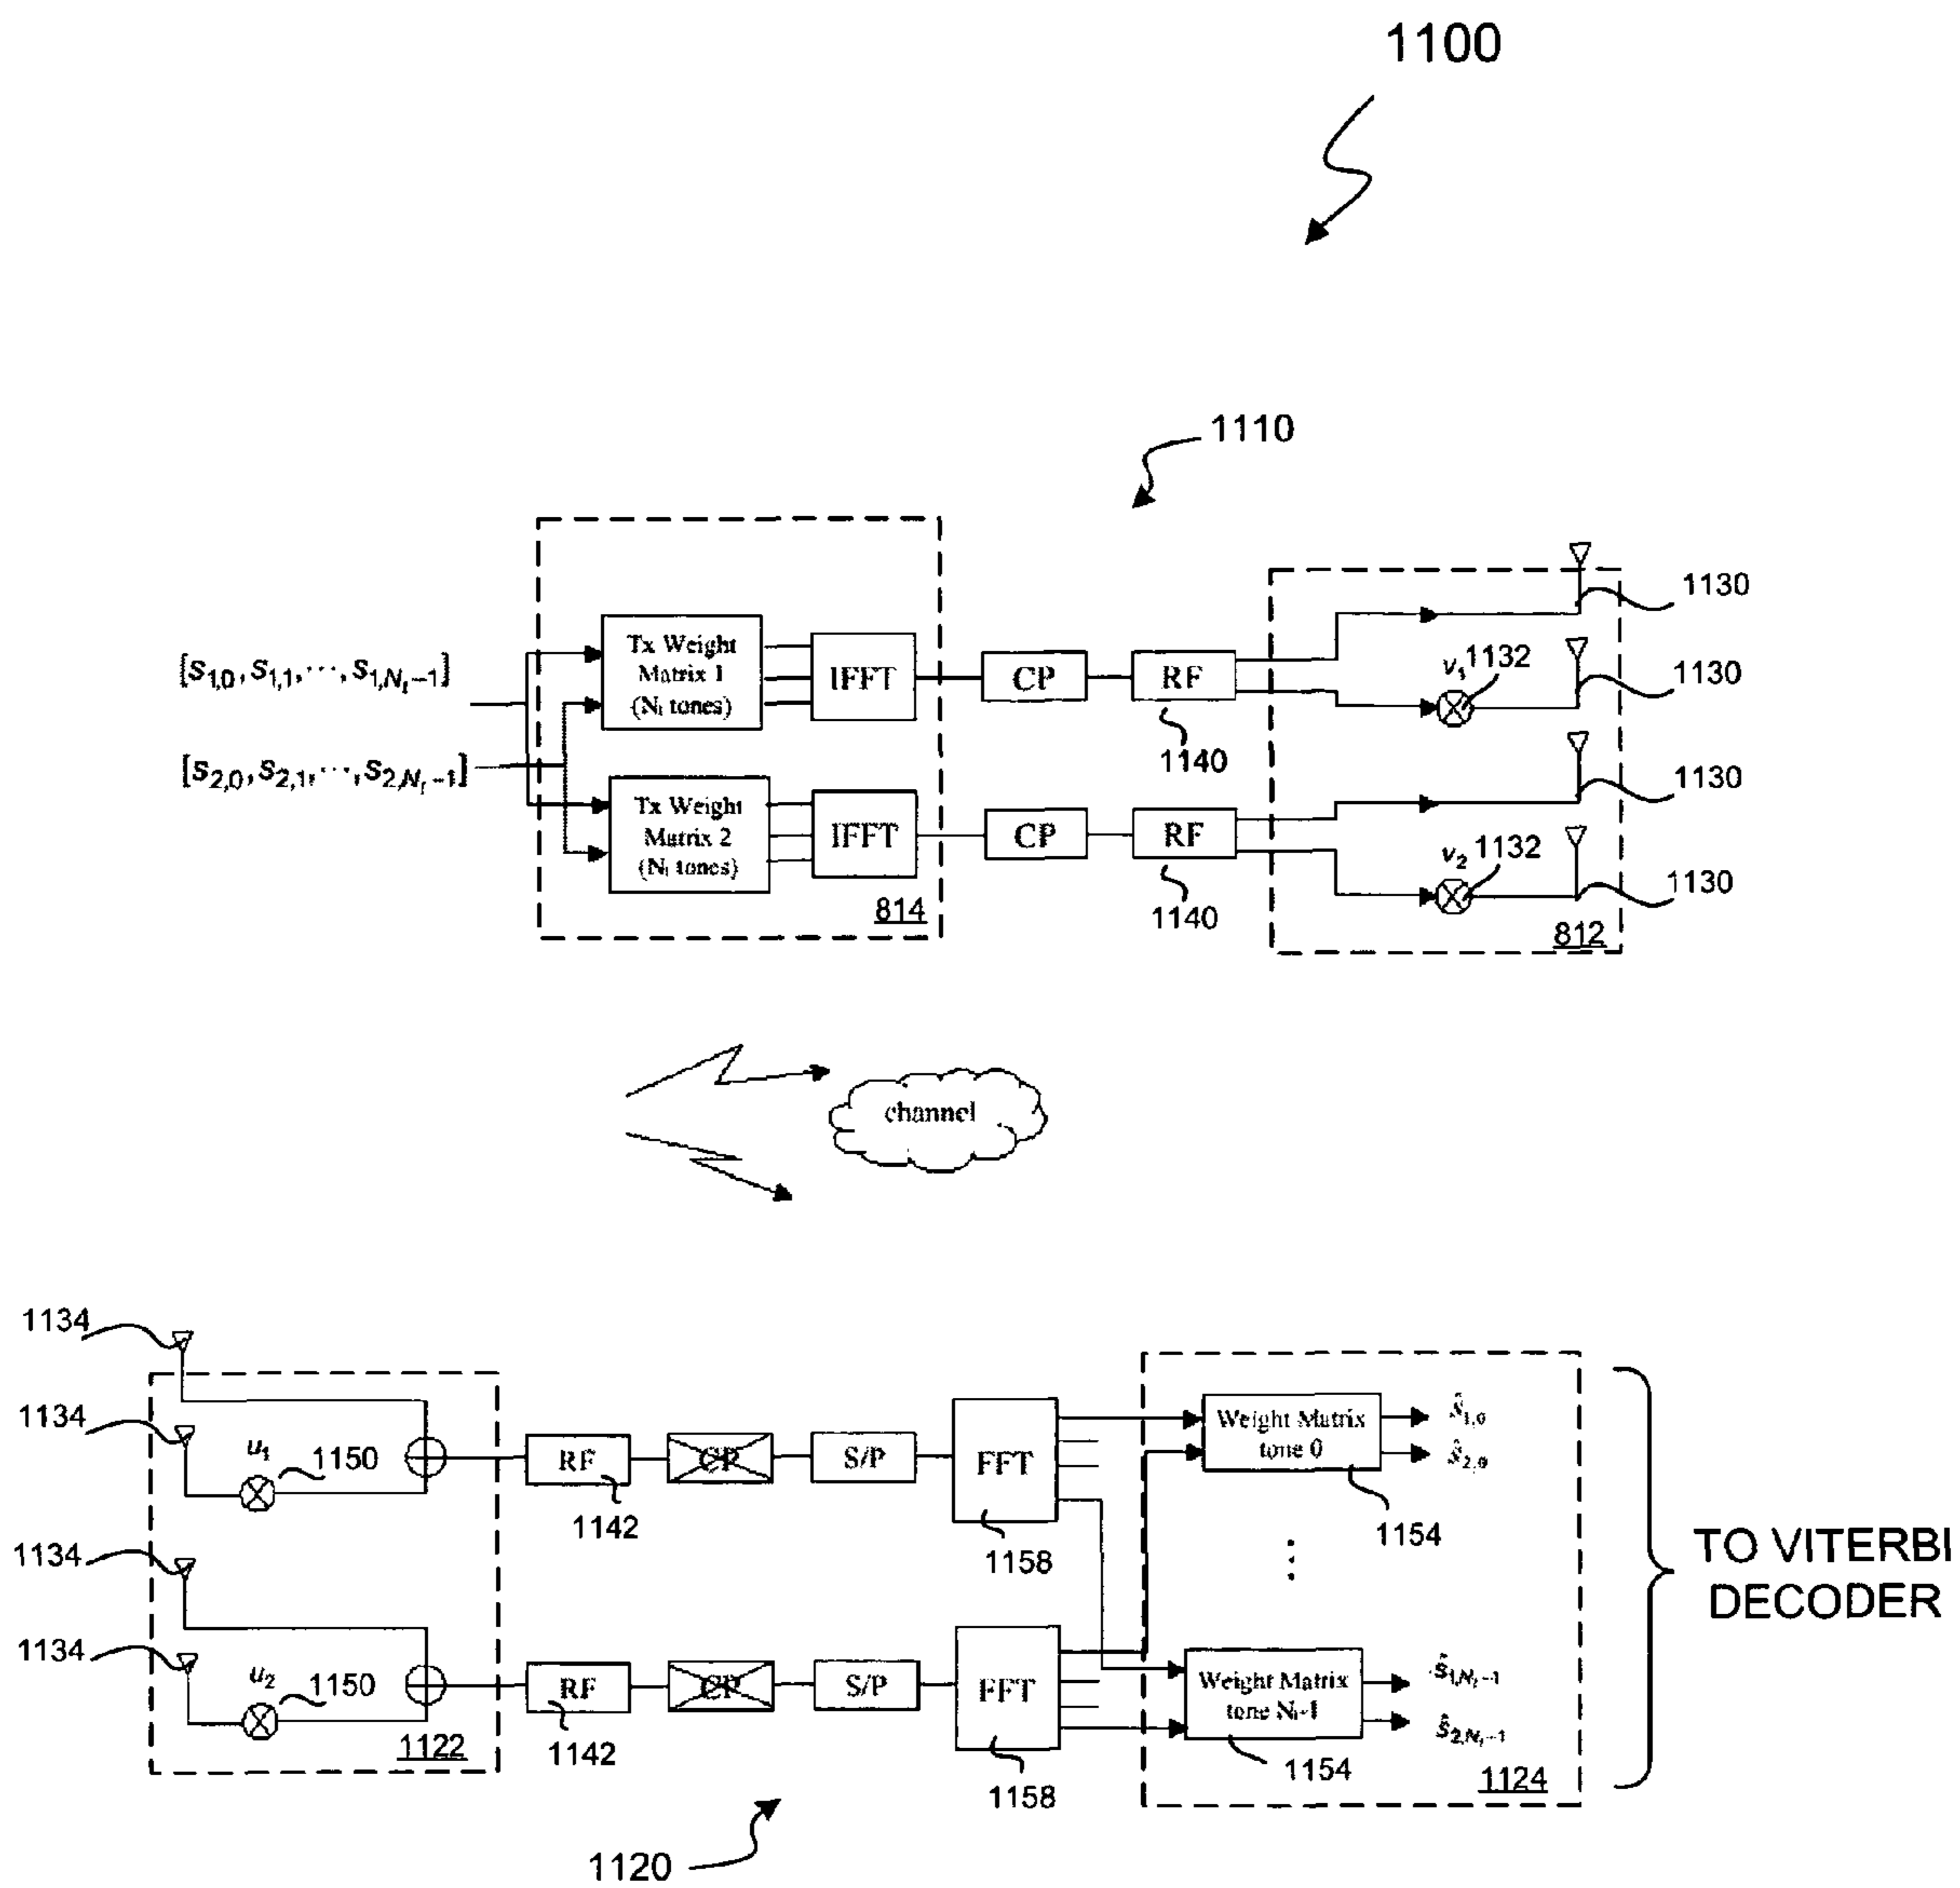 1100
1110
[s1,0, s1,1, ⋯, s1,Nt−1]
[s2,0, s2,1, ⋯, s2,Nt−1]
Tx Weight
Matrix 1
(Nt tones)
IFFT
CP
RF
1140
Tx Weight
Matrix 2
(Nt tones)
IFFT
814
CP
RF
1140
1130
v1 1132
1130
1130
v2 1132
1130
812
channel
1134
1134
u1 1150
RF
1142
CP
S/P
FFT
1158
Weight Matrix
tone 0
1154
ŝ1,0
ŝ2,0
1134
1134
u2 1150
1122
RF
1142
CP
S/P
FFT
1158
Weight Matrix
tone Nt-1
1154
ŝ1,Nt−1
ŝ2,Nt−1
1124
TO VITERBI
DECODER
1120